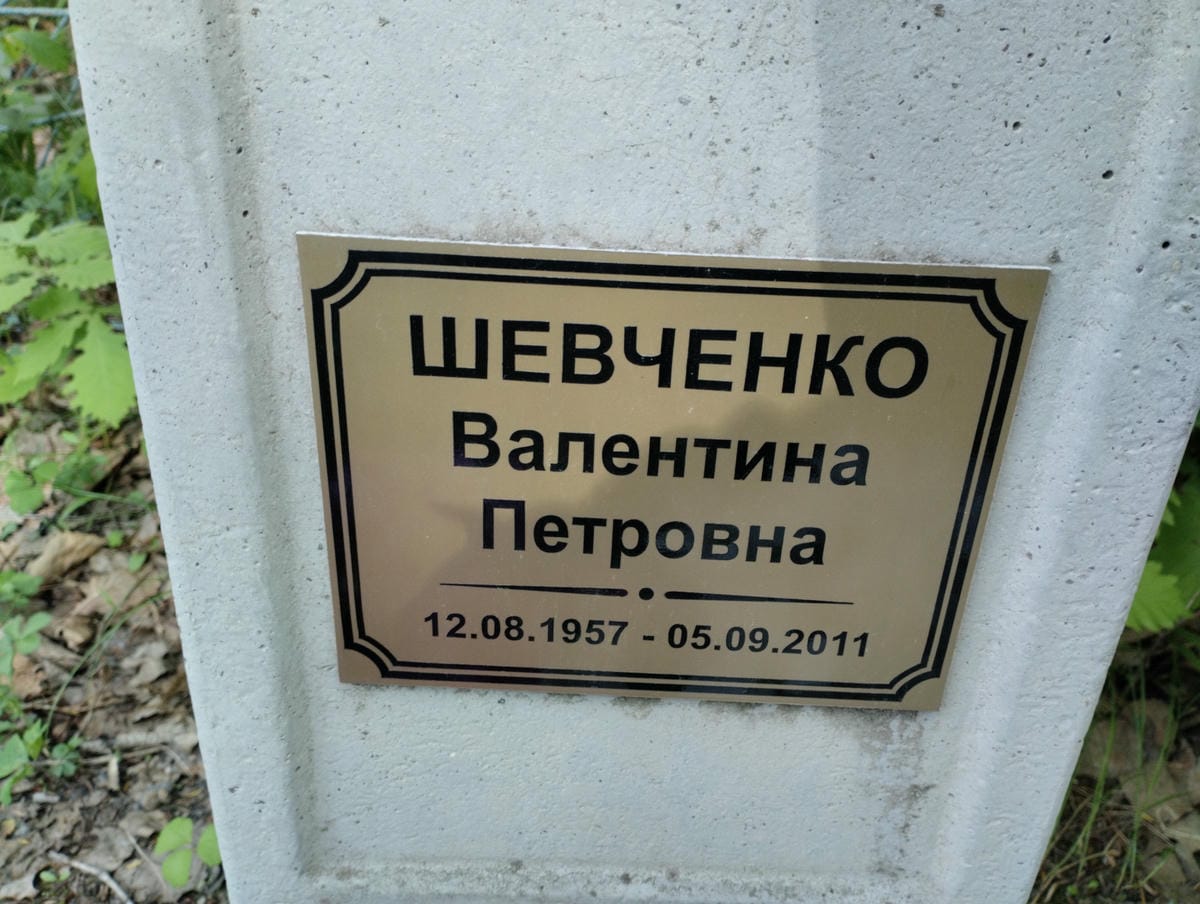 ШЕВЧЕНКО
Валентина
Петровна
12.08.1957 - 05.09.2011